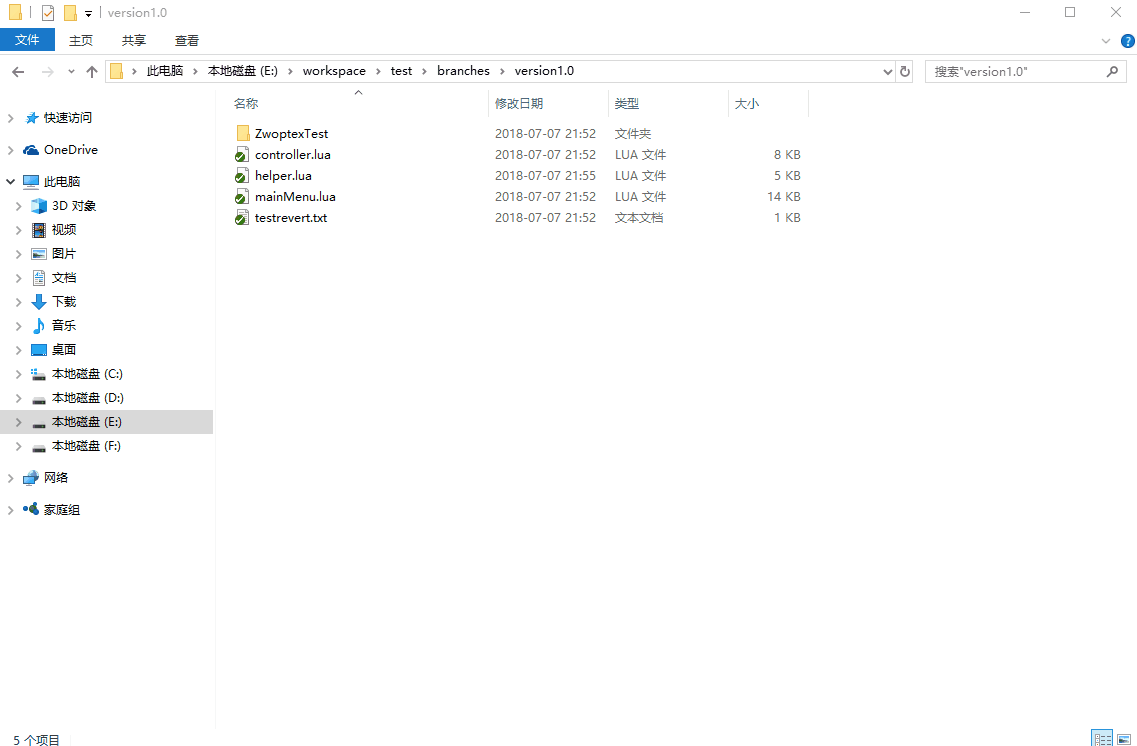 version1.0
文件 主页 共享 查看
此电脑 本地磁盘 (E:) workspace test branches version1.0 搜索"version1.0"
名称 修改日期 类型 大小
快速访问
OneDrive
此电脑
3D 对象
视频
图片
文档
下载
音乐
桌面
本地磁盘 (C:)
本地磁盘 (D:)
本地磁盘 (E:)
本地磁盘 (F:)
网络
家庭组
ZwoptexTest 2018-07-07 21:52 文件夹
controller.lua 2018-07-07 21:52 LUA 文件 8 KB
helper.lua 2018-07-07 21:55 LUA 文件 5 KB
mainMenu.lua 2018-07-07 21:52 LUA 文件 14 KB
testrevert.txt 2018-07-07 21:52 文本文档 1 KB
5 个项目